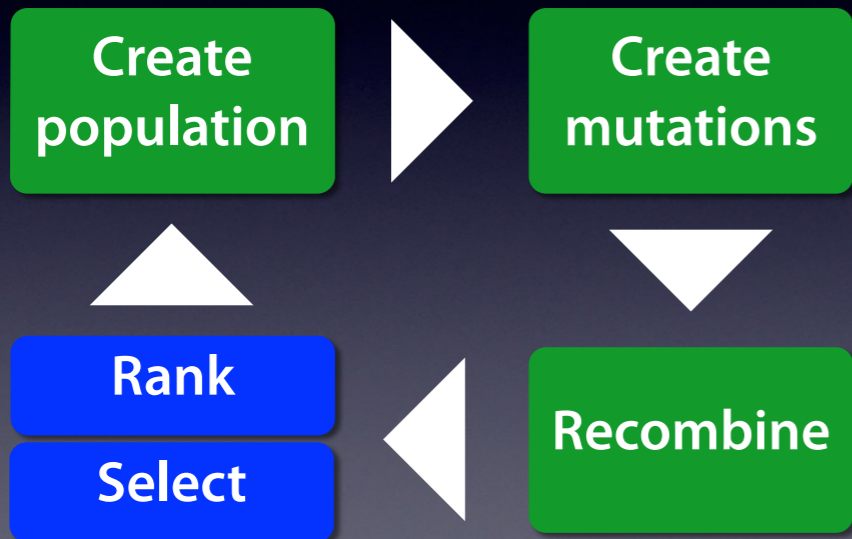 Create
population
Create
mutations
Rank
Select
Recombine